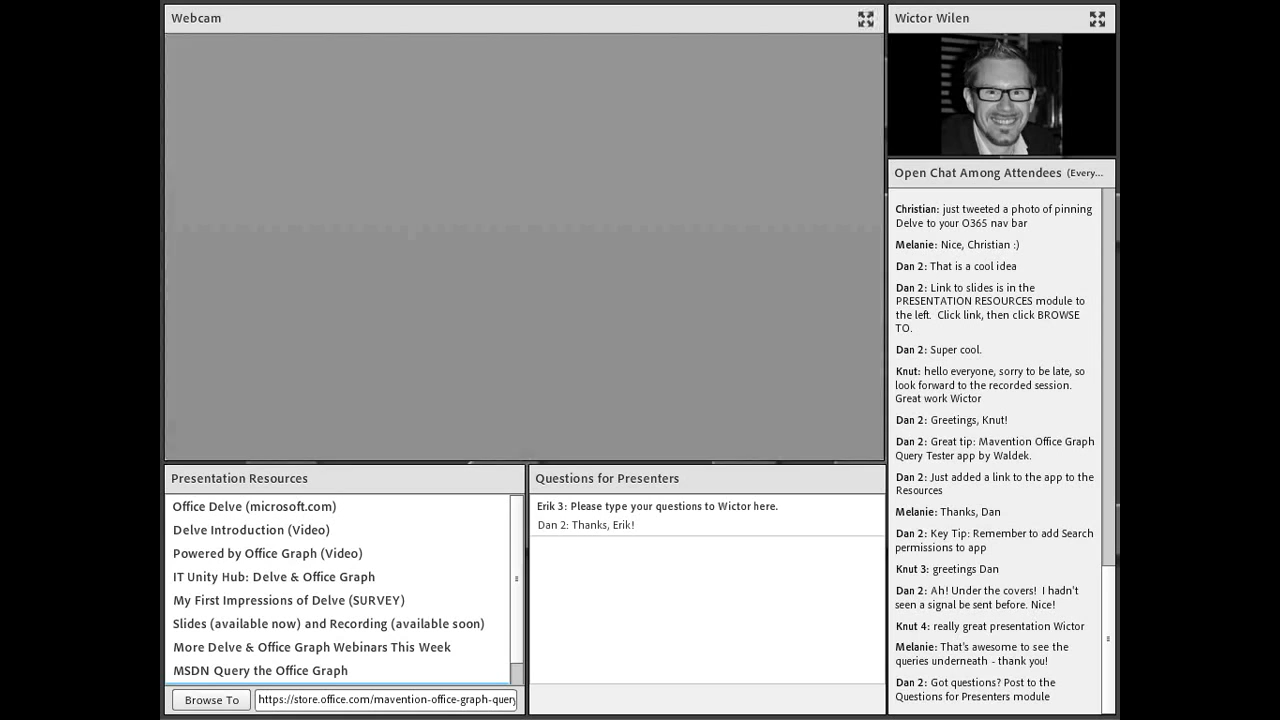 Webcam
Wictor Wilen
Open Chat Among Attendees (Every...
Christian: just tweeted a photo of pinning
Delve to your O365 nav bar
Melanie: Nice, Christian :)
Dan 2: That is a cool idea
Dan 2: Link to slides is in the
PRESENTATION RESOURCES module to
the left. Click link, then click BROWSE
TO.
Dan 2: Super cool.
Knut: hello everyone, sorry to be late, so
look forward to the recorded session.
Great work Wictor
Dan 2: Greetings, Knut!
Dan 2: Great tip: Mavention Office Graph
Query Tester app by Waldek.
Dan 2: Just added a link to the app to the
Resources
Melanie: Thanks, Dan
Dan 2: Key Tip: Remember to add Search
permissions to app
Knut 3: greetings Dan
Dan 2: Ah! Under the covers! I hadn't
seen a signal be sent before. Nice!
Knut 4: really great presentation Wictor
Melanie: That's awesome to see the
queries underneath - thank you!
Dan 2: Got questions? Post to the
Questions for Presenters module
Presentation Resources
Office Delve (microsoft.com)
Delve Introduction (Video)
Powered by Office Graph (Video)
IT Unity Hub: Delve & Office Graph
My First Impressions of Delve (SURVEY)
Slides (available now) and Recording (available soon)
More Delve & Office Graph Webinars This Week
MSDN Query the Office Graph
Browse To
https://store.office.com/mavention-office-graph-query
Questions for Presenters
Erik 3: Please type your questions to Wictor here.
Dan 2: Thanks, Erik!